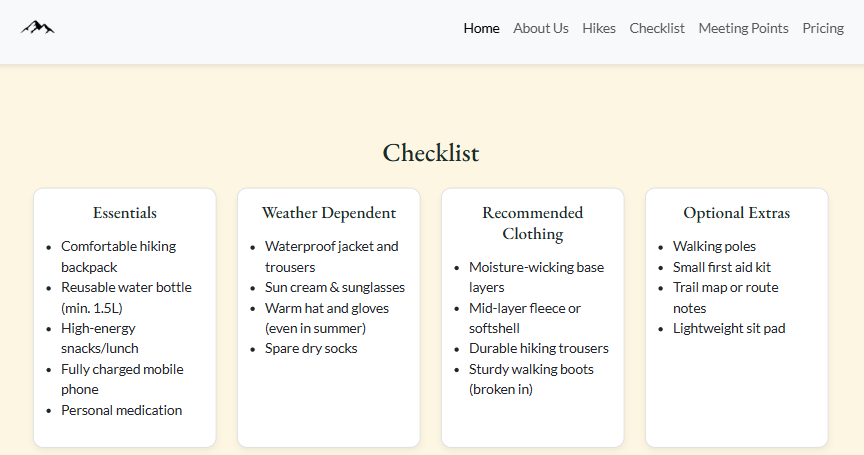 Home About Us Hikes Checklist Meeting Points Pricing
Checklist
Essentials
• Comfortable hiking
backpack
• Reusable water bottle
(min. 1.5L)
• High-energy
snacks/lunch
• Fully charged mobile
phone
• Personal medication
Weather Dependent
• Waterproof jacket and
trousers
• Sun cream & sunglasses
• Warm hat and gloves
(even in summer)
• Spare dry socks
Recommended
Clothing
• Moisture-wicking base
layers
• Mid-layer fleece or
softshell
• Durable hiking trousers
• Sturdy walking boots
(broken in)
Optional Extras
• Walking poles
• Small first aid kit
• Trail map or route
notes
• Lightweight sit pad